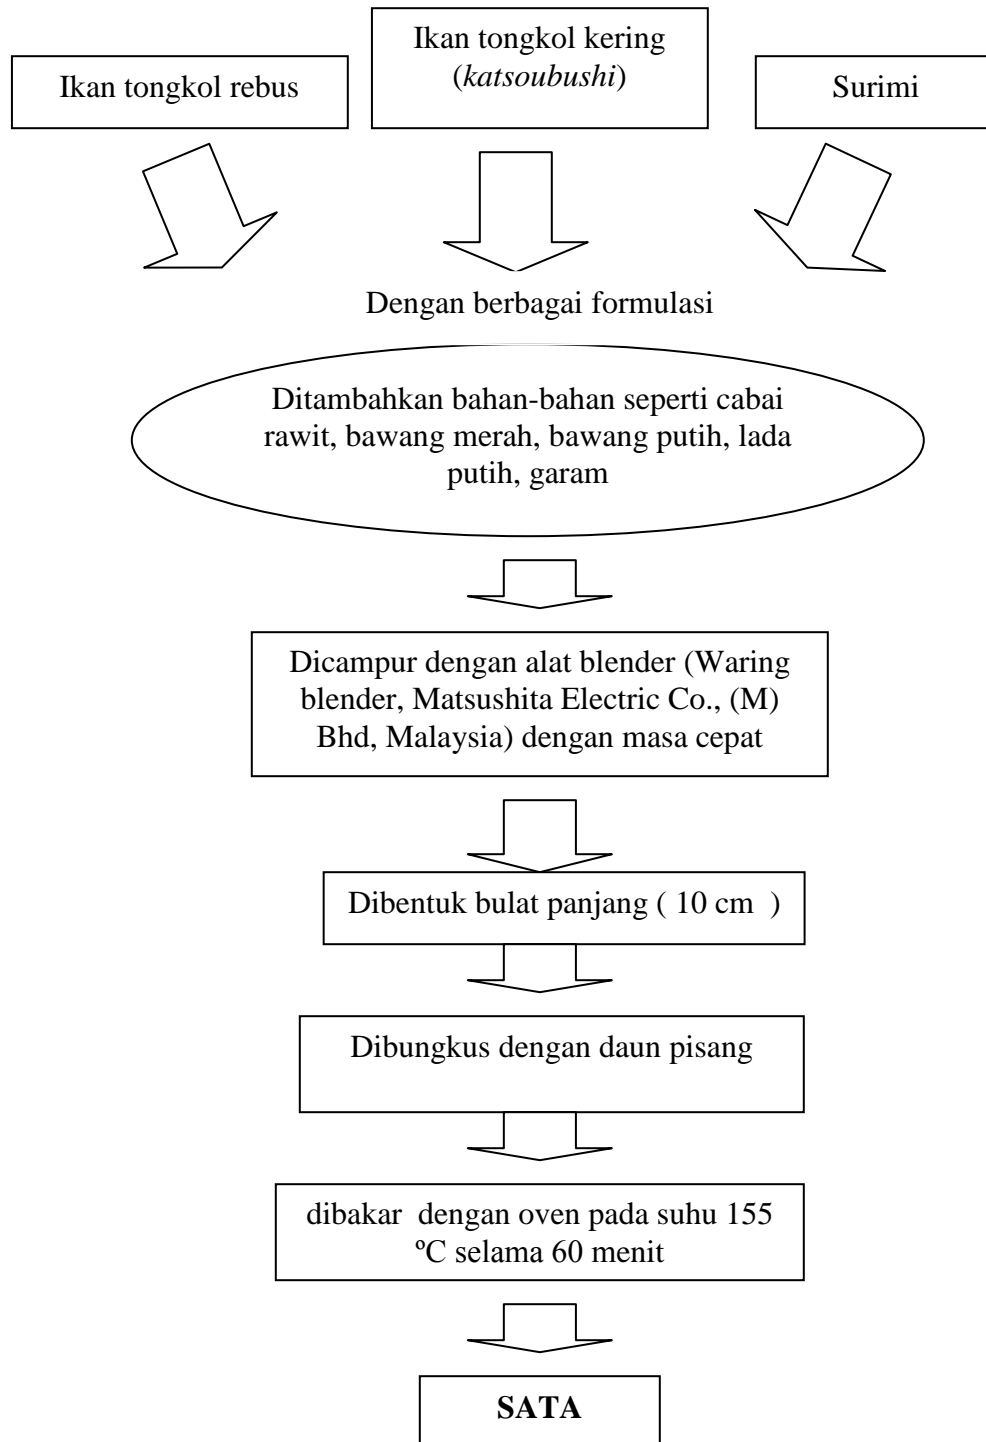 Ikan tongkol rebus
Ikan tongkol kering
(katsoubushi)
Surimi
Dengan berbagai formulasi
Ditambahkan bahan-bahan seperti cabai
rawit, bawang merah, bawang putih, lada
putih, garam
Dicampur dengan alat blender (Waring
blender, Matsushita Electric Co., (M)
Bhd, Malaysia) dengan masa cepat
Dibentuk bulat panjang ( 10 cm )
Dibungkus dengan daun pisang
dibakar dengan oven pada suhu 155
ºC selama 60 menit
SATA